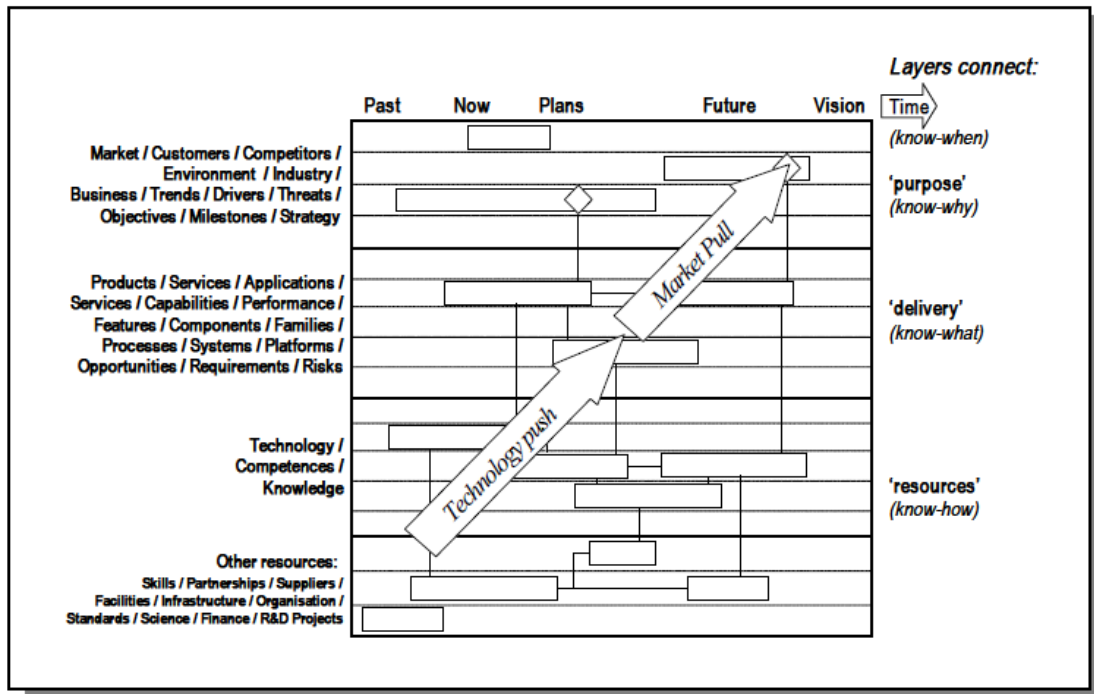 Layers connect:
Past Now Plans Future Vision
Time
(know-when)
Market / Customers / Competitors /
Environment / Industry /
Business / Trends / Drivers / Threats /
Objectives / Milestones / Strategy
'purpose'
(know-why)
Market Pull
Products / Services / Applications /
Services / Capabilities / Performance /
Features / Components / Families /
Processes / Systems / Platforms /
Opportunities / Requirements / Risks
'delivery'
(know-what)
Technology push
Technology /
Competences /
Knowledge
'resources'
(know-how)
Other resources:
Skills / Partnerships / Suppliers /
Facilities / Infrastructure / Organisation /
Standards / Science / Finance / R&D Projects